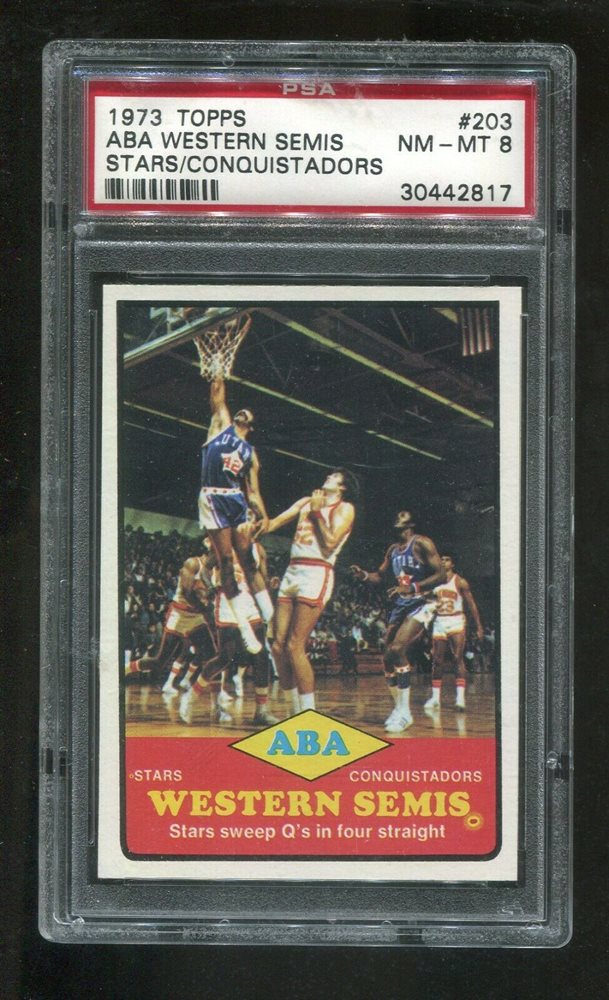 PSA
1973 TOPPS #203
ABA WESTERN SEMIS NM - MT 8
STARS/CONQUISTADORS
30442817
UTAH
42
ABA
STARS CONQUISTADORS
WESTERN SEMIS
Stars sweep Q's in four straight